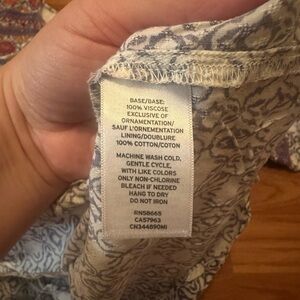 BASE/BASE:
100% VISCOSE
EXCLUSIVE OF
ORNAMENTATION/
SAUF L'ORNEMENTATION
LINING/DOUBLURE
100% COTTON/COTON
MACHINE WASH COLD,
GENTLE CYCLE,
WITH LIKE COLORS
ONLY NON-CHLORINE
BLEACH IF NEEDED
HANG TO DRY
DO NOT IRON
RN58665
CA57963
CN344890MI